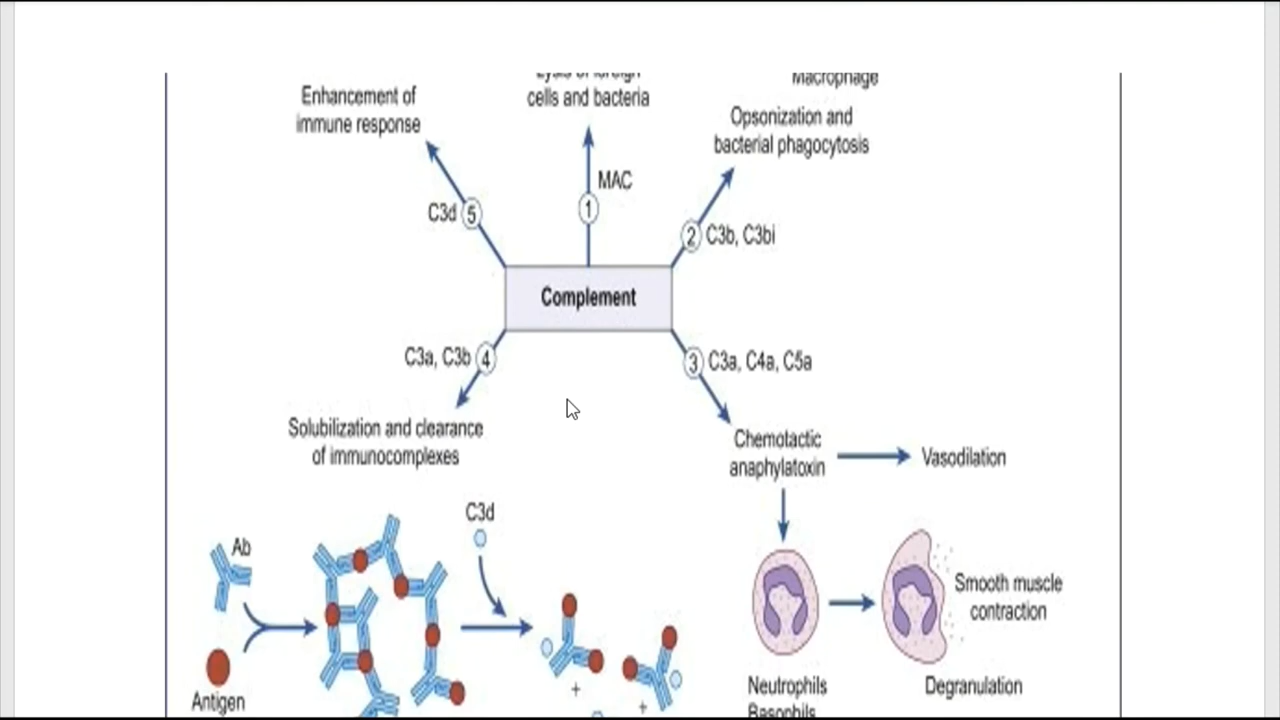 Macrophage
cells and bacteria
Enhancement of
immune response
Opsonization and
bacterial phagocytosis
MAC
1
C3d 5
2 C3b, C3bi
Complement
C3a, C3b 4
3 C3a, C4a, C5a
Solubilization and clearance
of immunocomplexes
Chemotactic
anaphylatoxin
Vasodilation
C3d
Ab
Smooth muscle
contraction
Antigen
+
+
Neutrophils
Basophils
Degranulation